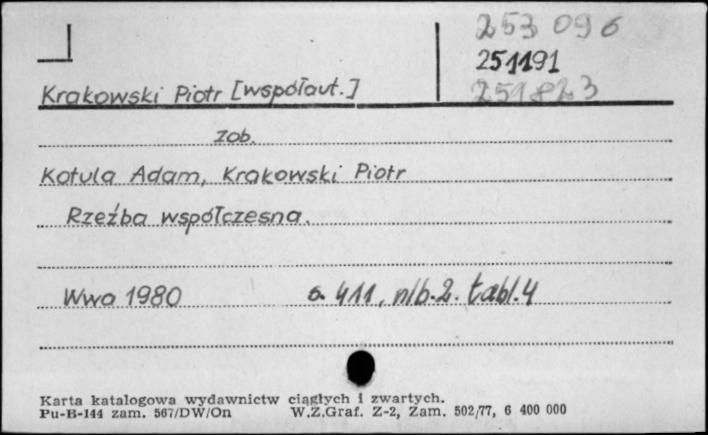 253 096
251191
Krakowski Piotr [współaut.]
251823
zob.
Kotula Adam, Krakowski Piotr
Rzeźba współczesna.
Wwa 1980 s. 411, nlb. 2. tabl. 4
Karta katalogowa wydawnictw ciągłych i zwartych.
Pu-B-144 zam. 567/DW/On W.Z.Graf. Z-2, Zam. 502/77, 6 400 000